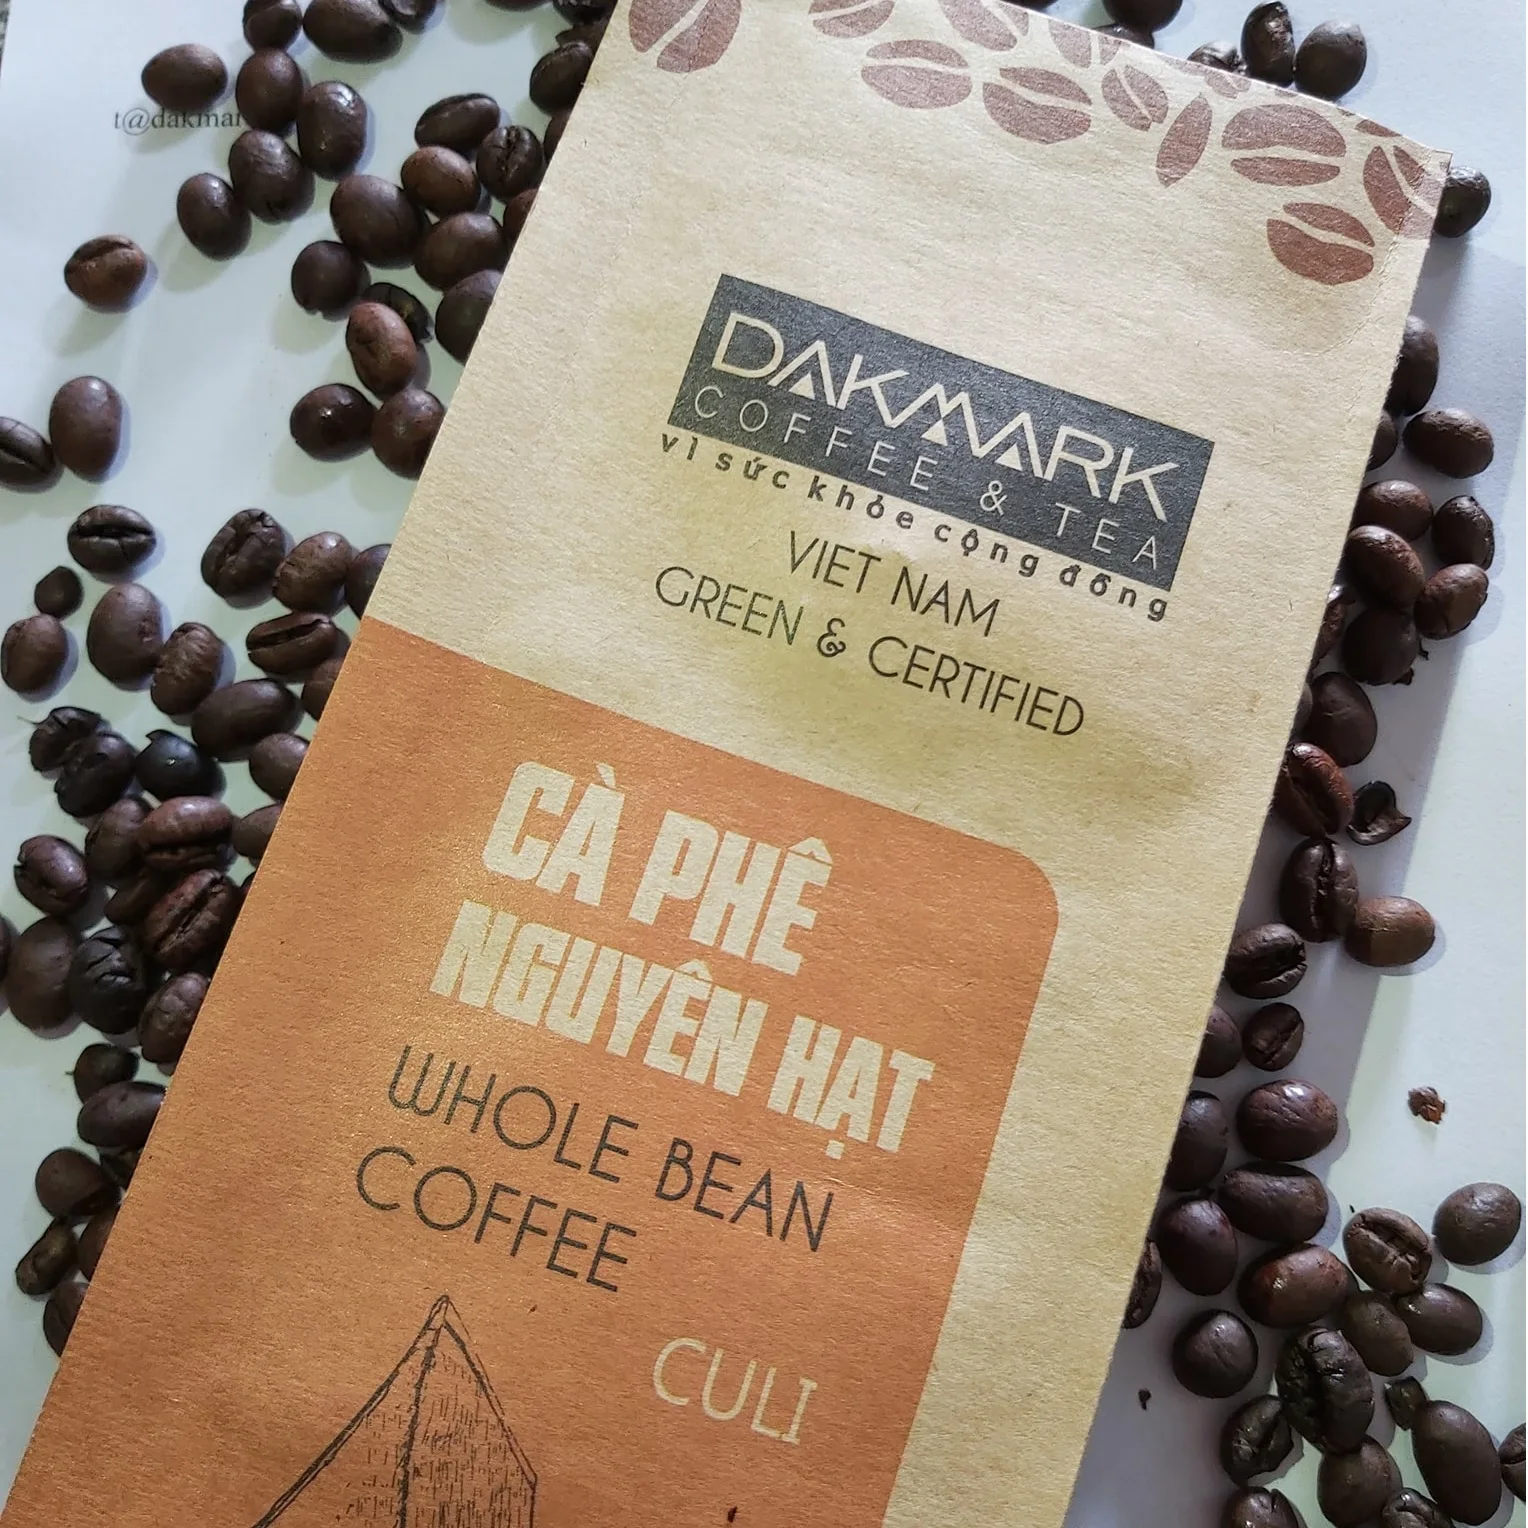 t@dakmar
DAKMARK
COFFEE & TEA
vì sức khỏe cộng đồng
VIET NAM
GREEN & CERTIFIED
CÀ PHÊ
NGUYÊN HẠT
WHOLE BEAN
COFFEE
CULI